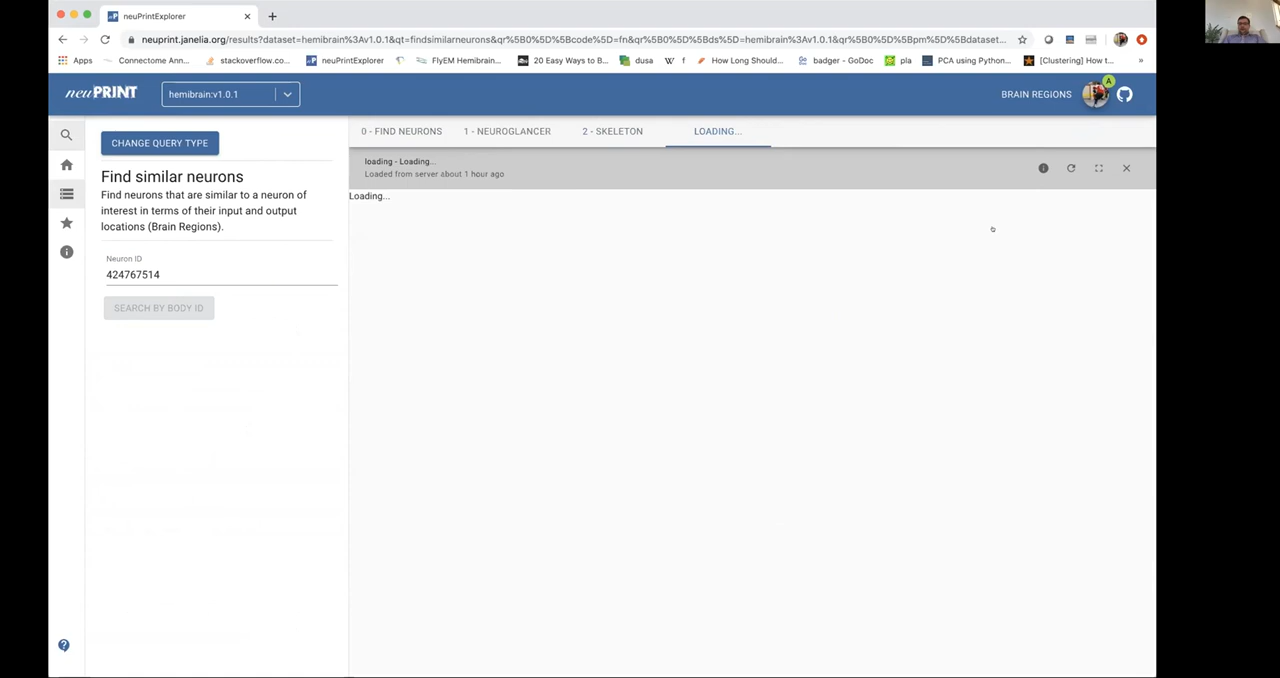 neuPrintExplorer
neuprint.janelia.org/results?dataset=hemibrain%3Av1.0.1&qt=findsimilarneurons&qr%5B0%5D%5Bcode%5D=fn&qr%5B0%5D%5Bds%5D=hemibrain%3Av1.0.1&qr%5B0%5D%5Bpm%5D%5Bdataset...
Apps Connectome Ann... stackoverflow.co... neuPrintExplorer FlyEM Hemibrain... 20 Easy Ways to B... dusa f How Long Should... badger - GoDoc pla PCA using Python... [Clustering] How t... »
neuPRINT hemibrain:v1.0.1 BRAIN REGIONS A
0 - FIND NEURONS 1 - NEUROGLANCER 2 - SKELETON LOADING...
CHANGE QUERY TYPE
loading - Loading...
Loaded from server about 1 hour ago
Loading...
Find similar neurons
Find neurons that are similar to a neuron of
interest in terms of their input and output
locations (Brain Regions).
Neuron ID
424767514
SEARCH BY BODY ID